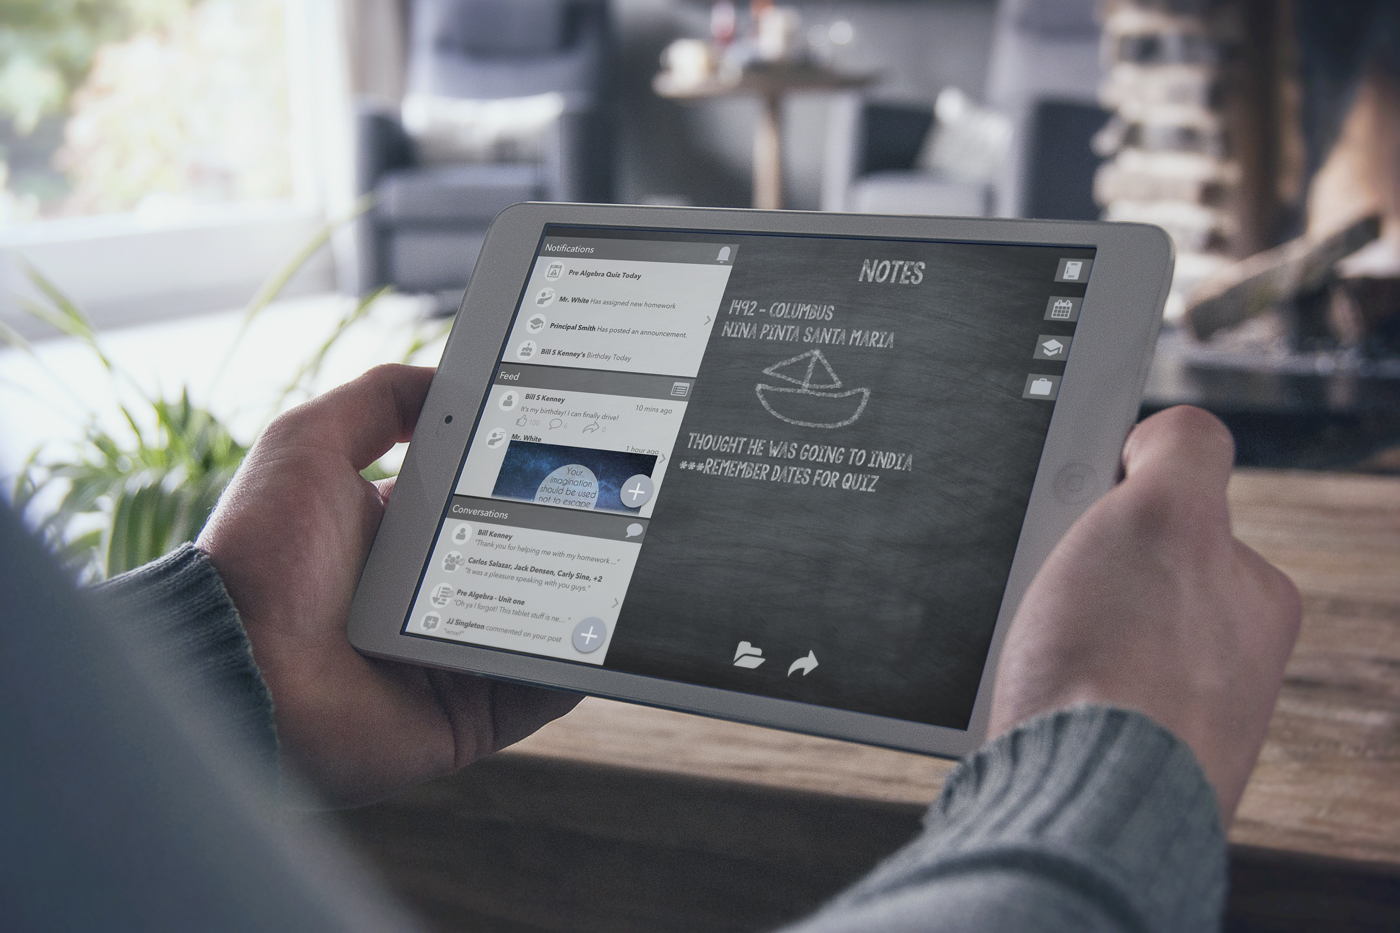 Notifications
Pre Algebra Quiz Today
Mr. White Has assigned new homework
Principal Smith Has posted an announcement.
Bill S Kenney's Birthday Today
Feed
Bill S Kenney
10 mins ago
It's my birthday! I can finally drive!
Mr. White
1 hour ago
Your
imagination
should be used
not to escape
Conversations
Bill Kenney
"Thank you for helping me with my homework..."
Carlos Salazar, Jack Densen, Carly Sino, +2
"It was a pleasure speaking with you guys."
Pre Algebra - Unit one
"Oh ya I forgot! This tablet stuff is ne... "
JJ Singleton commented on your post
NOTES
1492 - COLUMBUS
NINA PINTA SANTA MARIA
THOUGHT HE WAS GOING TO INDIA
***REMEMBER DATES FOR QUIZ